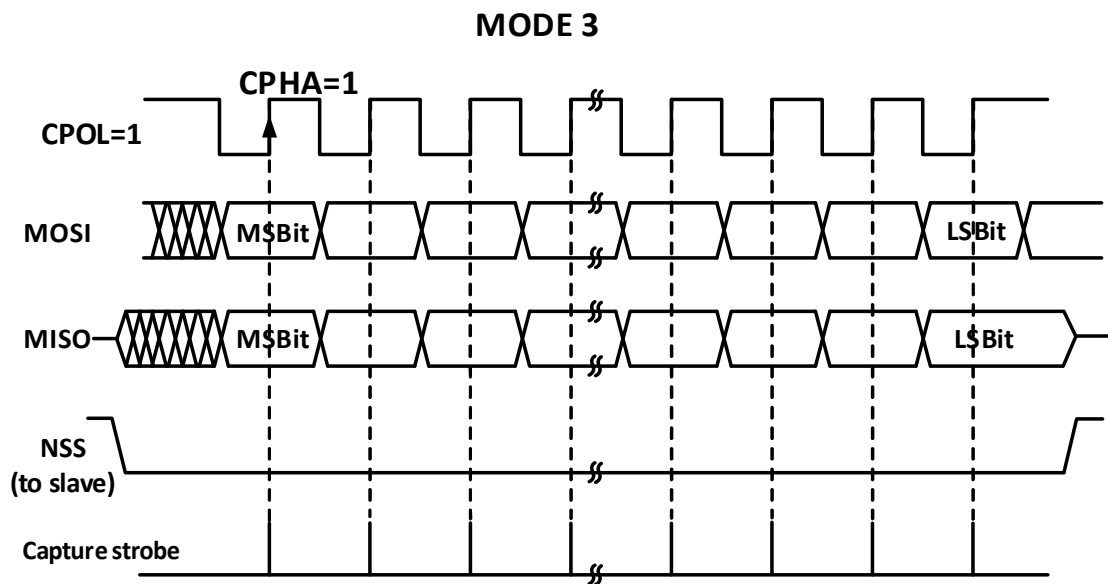 MODE 3
CPHA=1
CPOL=1
MOSI
MSBit
LSBit
MISO
MSBit
LSBit
NSS
(to slave)
Capture strobe